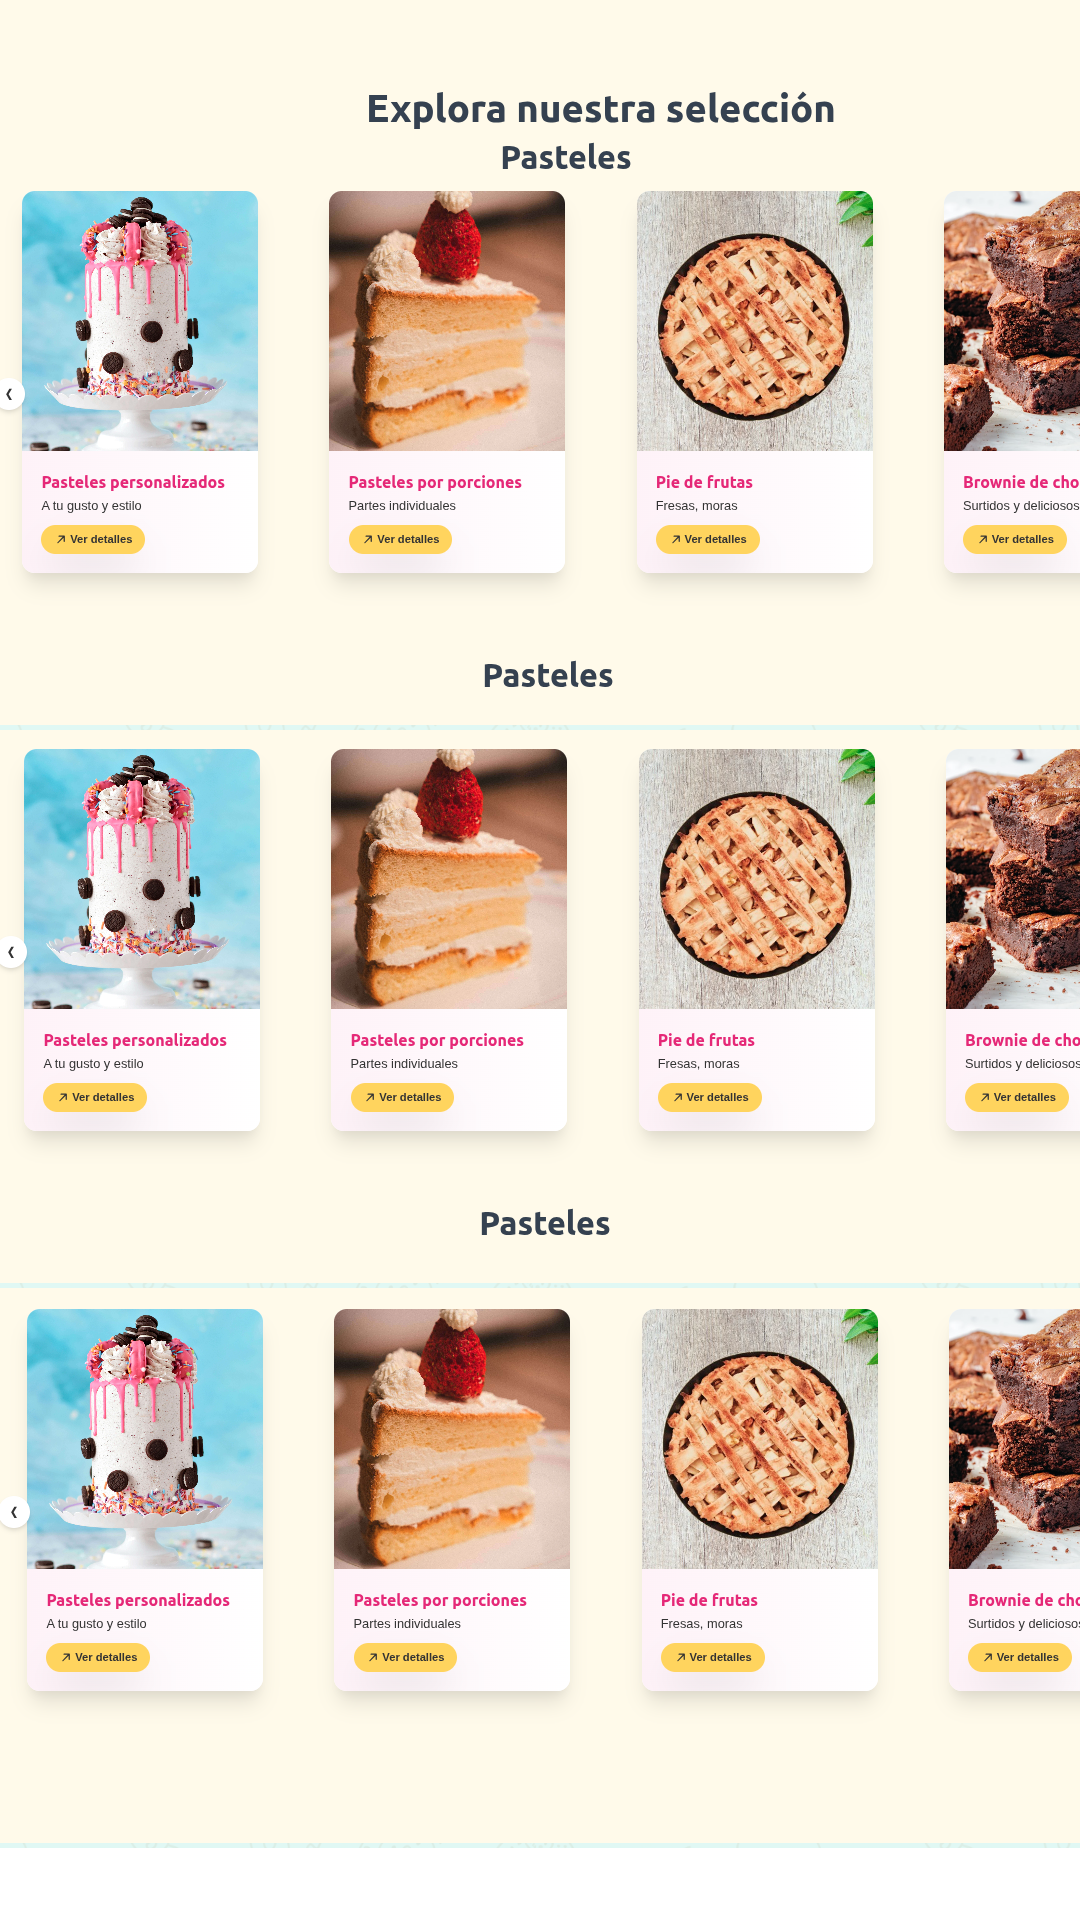 Explora nuestra selección
Pasteles
Pasteles personalizados
A tu gusto y estilo
Ver detalles
Pasteles por porciones
Partes individuales
Ver detalles
Pie de frutas
Fresas, moras
Ver detalles
Brownie de cho
Surtidos y deliciosos
Ver detalles
Pasteles
Pasteles personalizados
A tu gusto y estilo
Ver detalles
Pasteles por porciones
Partes individuales
Ver detalles
Pie de frutas
Fresas, moras
Ver detalles
Brownie de cho
Surtidos y deliciosos
Ver detalles
Pasteles
Pasteles personalizados
A tu gusto y estilo
Ver detalles
Pasteles por porciones
Partes individuales
Ver detalles
Pie de frutas
Fresas, moras
Ver detalles
Brownie de cho
Surtidos y deliciosos
Ver detalles